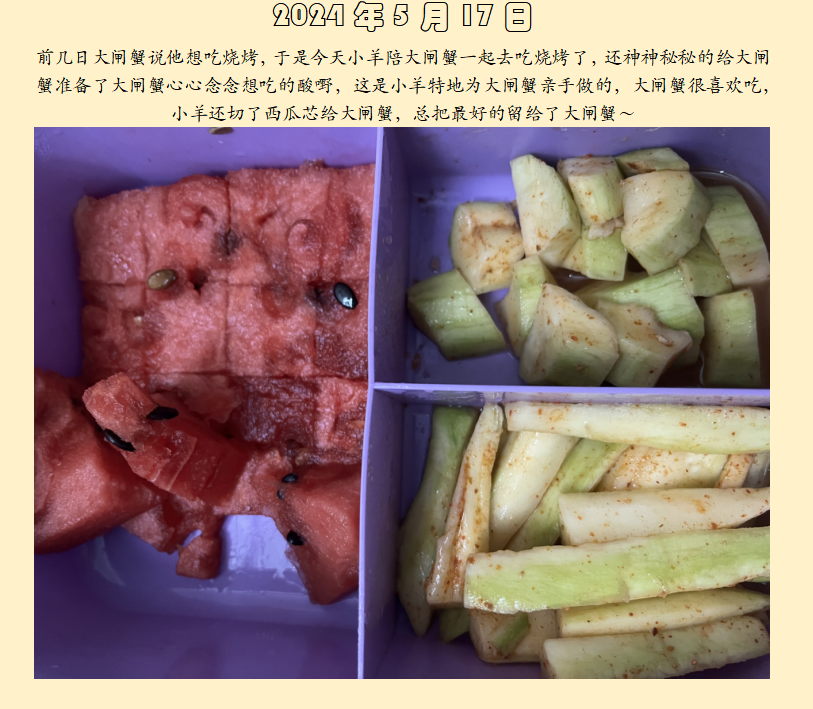 2024年5月17日
前几日大闸蟹说他想吃烧烤，于是今天小羊陪大闸蟹一起去吃烧烤了，还神神秘秘的给大闸
蟹准备了大闸蟹心心念念想吃的酸嘢，这是小羊特地为大闸蟹亲手做的，大闸蟹很喜欢吃，
小羊还切了西瓜芯给大闸蟹，总把最好的留给了大闸蟹～